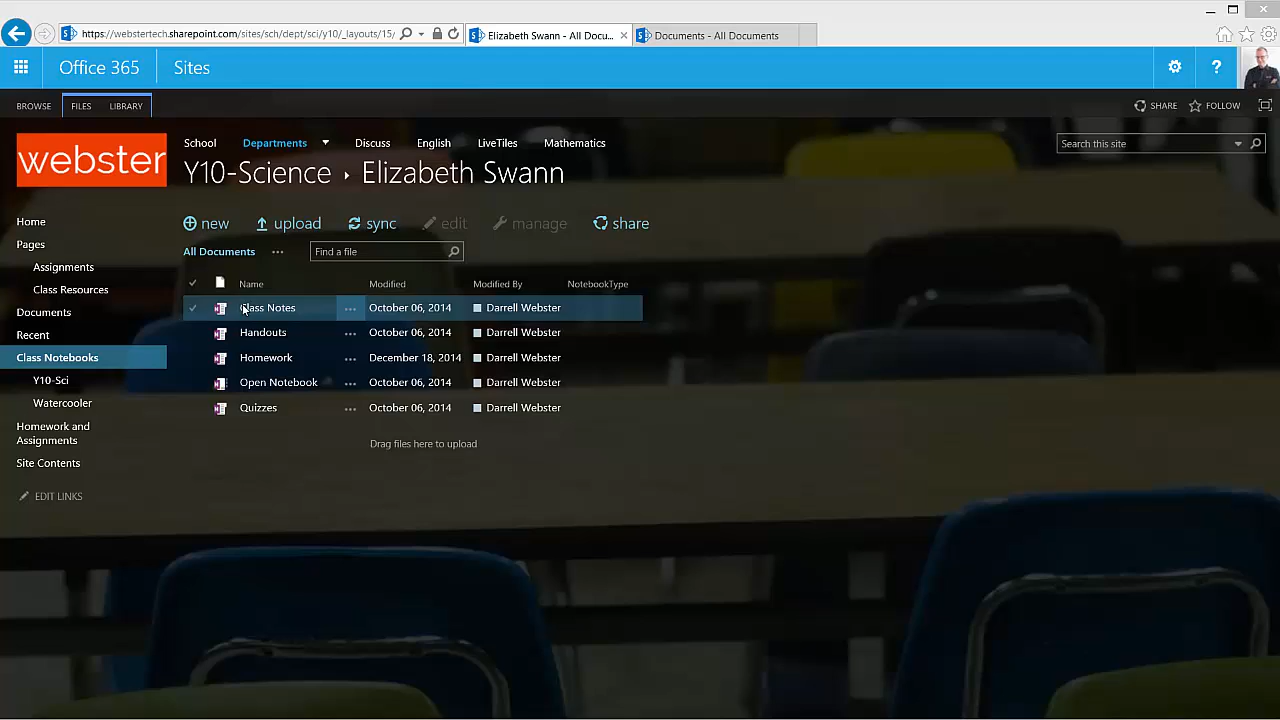 https://webstertech.sharepoint.com/sites/sch/dept/sci/y10/_layouts/15/
Elizabeth Swann - All Docu...
Documents - All Documents
Office 365
Sites
?
BROWSE
FILES
LIBRARY
SHARE
FOLLOW
webster
School
Departments
Discuss
English
LiveTiles
Mathematics
Search this site
Y10-Science ▸ Elizabeth Swann
new
upload
sync
edit
manage
share
All Documents ...
Find a file
Name Modified Modified By NotebookType
Class Notes ... October 06, 2014 Darrell Webster
Handouts ... October 06, 2014 Darrell Webster
Homework ... December 18, 2014 Darrell Webster
Open Notebook ... October 06, 2014 Darrell Webster
Quizzes ... October 06, 2014 Darrell Webster
Drag files here to upload
Home
Pages
Assignments
Class Resources
Documents
Recent
Class Notebooks
Y10-Sci
Watercooler
Homework and
Assignments
Site Contents
EDIT LINKS